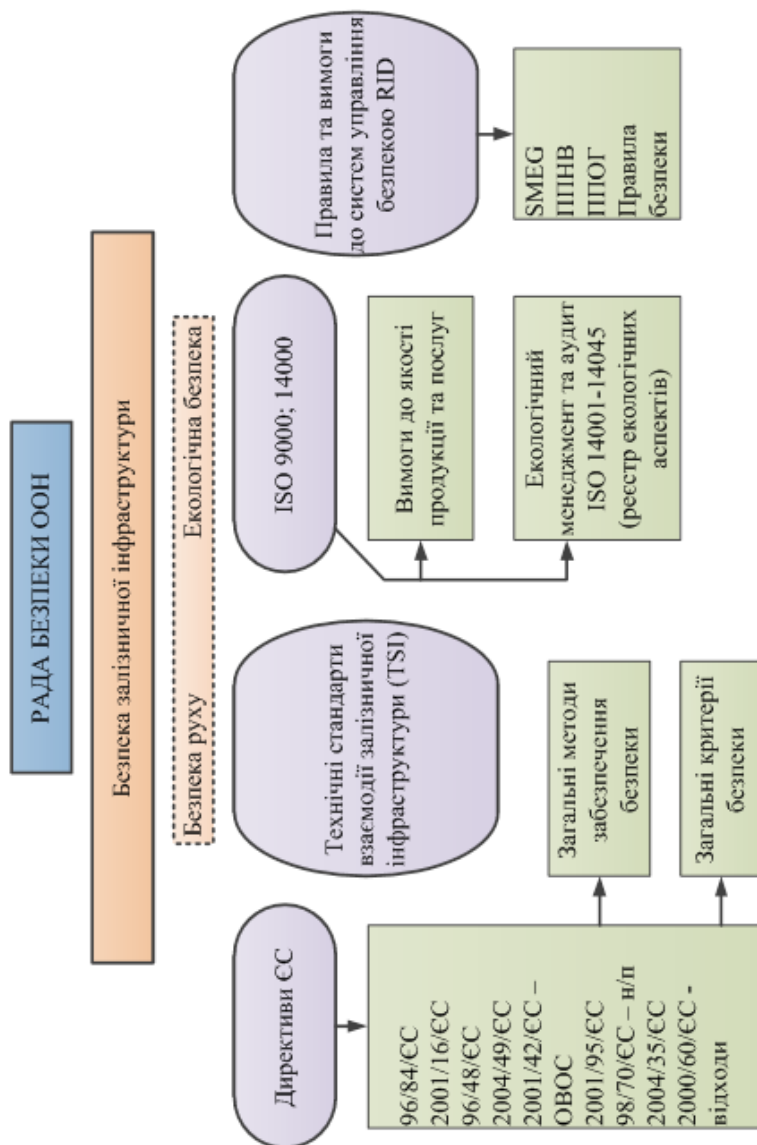 РАДА БЕЗПЕКИ ООН
Безпека залізничної інфраструктури
Безпека руху Екологічна безпека
Директиви ЄС
96/84/ЄС
2001/16/ЄС
96/48/ЄС
2004/49/ЄС
2001/42/ЄС –
ОВОС
2001/95/ЄС
98/70/ЄС – н/п
2004/35/ЄС
2000/60/ЄС -
відходи
Технічні стандарти
взаємодії залізничної
інфраструктури (TSI)
Загальні методи
забезпечення
безпеки
Загальні критерії
безпеки
ISO 9000; 14000
Вимоги до якості
продукції та послуг
Екологічний
менеджмент та аудит
ISO 14001-14045
(реєстр екологічних
аспектів)
Правила та вимоги
до систем управління
безпекою RID
SMEG
ППНВ
ППОГ
Правила
безпеки